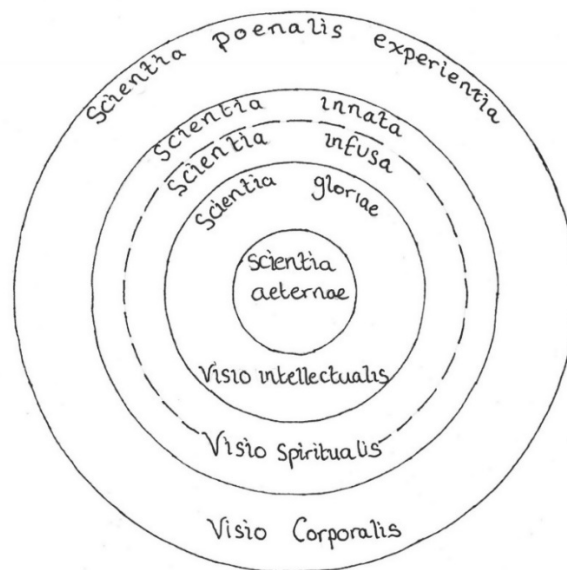 Scientia poenalis experientia
Scientia innata
Scientia infusa
Scientia gloriae
Scientia
aeternae
Visio intellectualis
Visio Spiritualis
Visio Corporalis